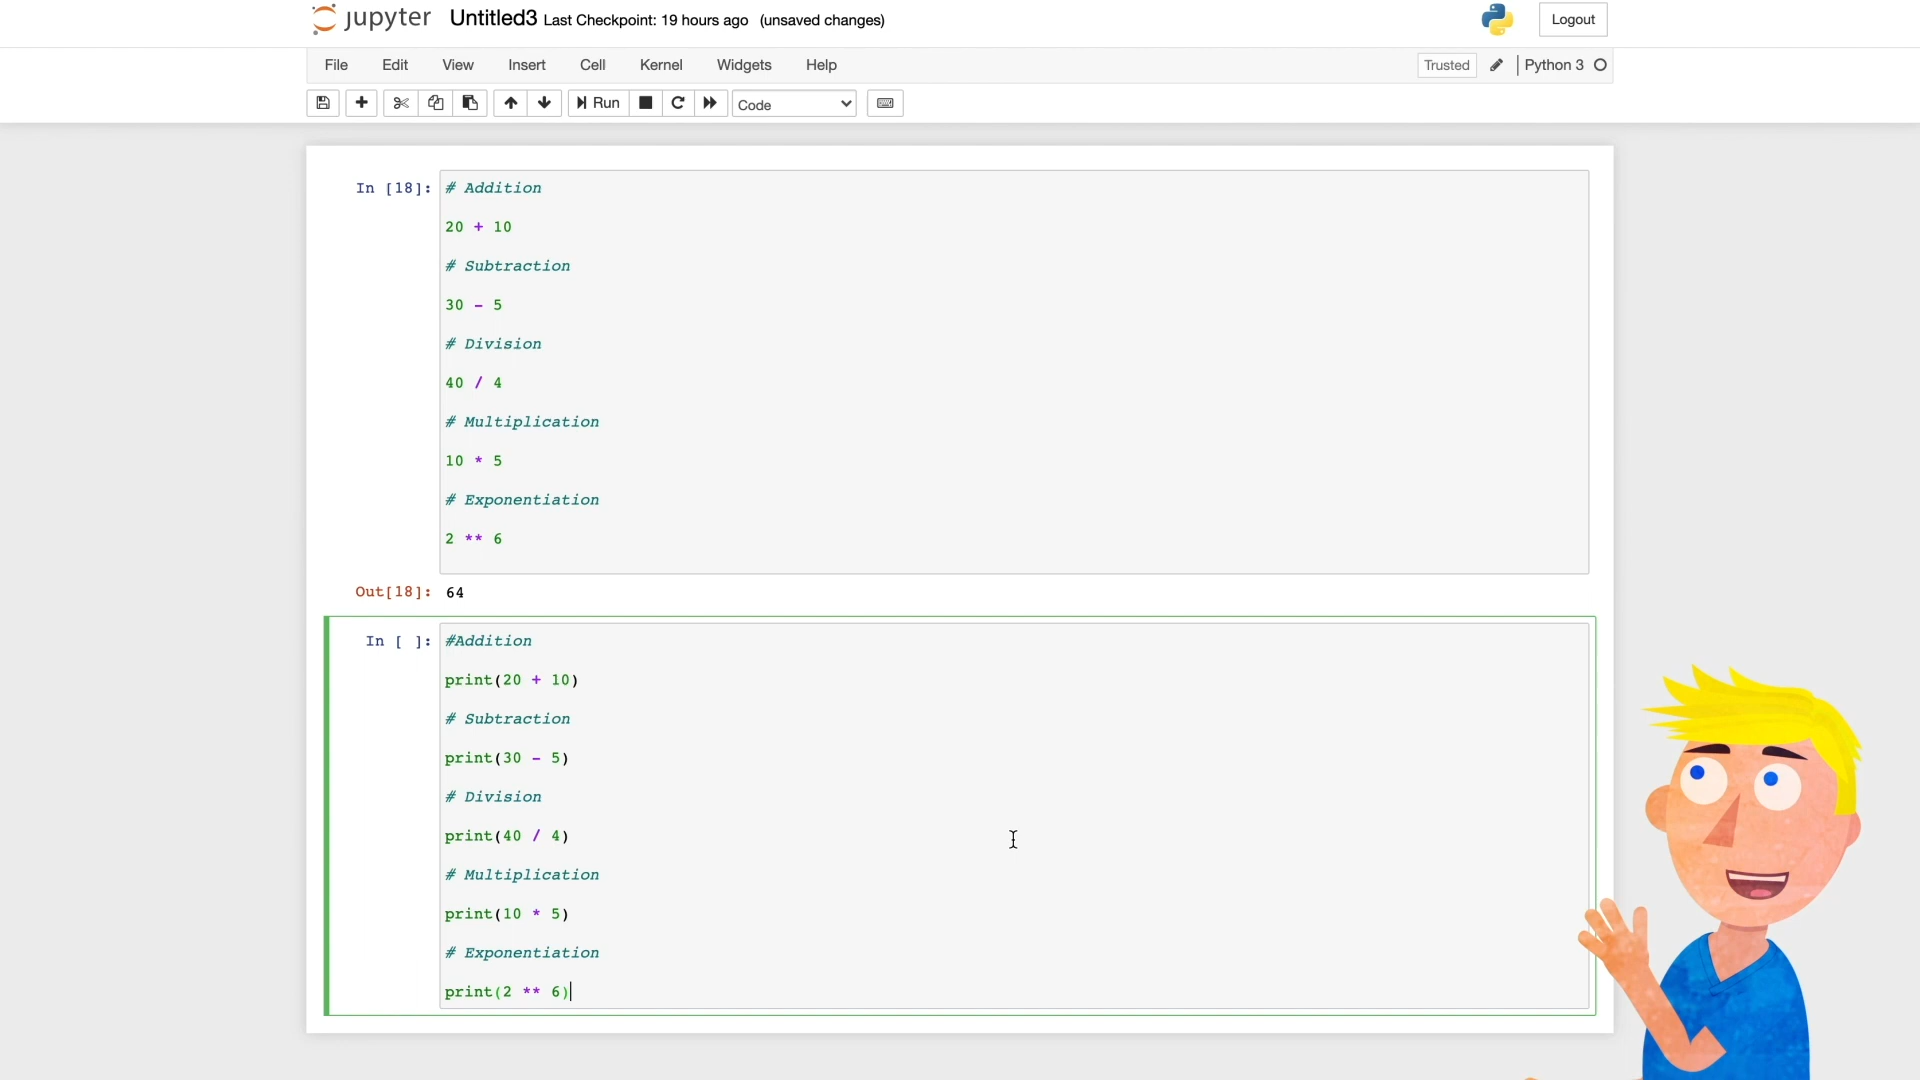 jupyter Untitled3 Last Checkpoint: 19 hours ago (unsaved changes) Logout
File Edit View Insert Cell Kernel Widgets Help Trusted Python 3
Run Code
In [18]: # Addition
20 + 10
# Subtraction
30 - 5
# Division
40 / 4
# Multiplication
10 * 5
# Exponentiation
2 ** 6
Out[18]: 64
In [ ]: #Addition
print(20 + 10)
# Subtraction
print(30 - 5)
# Division
print(40 / 4)
# Multiplication
print(10 * 5)
# Exponentiation
print(2 ** 6)